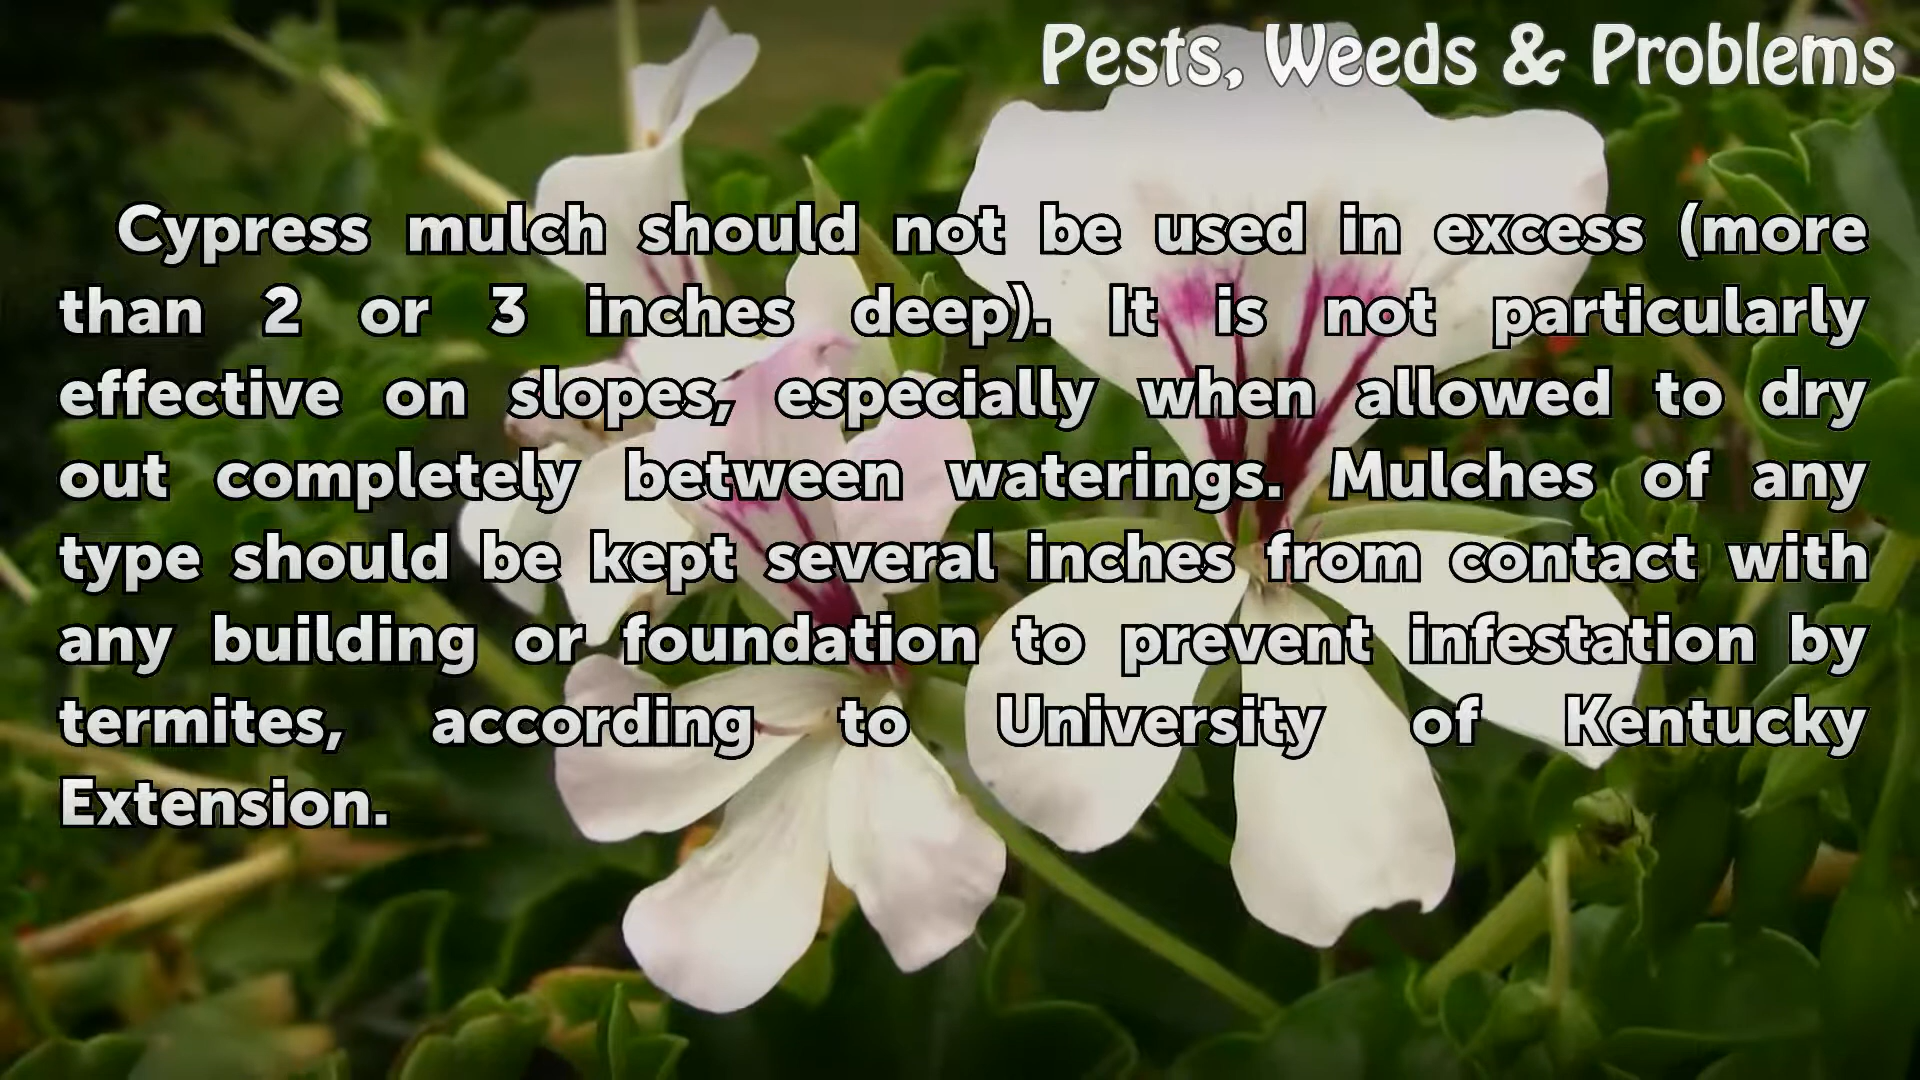 Pests, Weeds & Problems
Cypress mulch should not be used in excess (more
than 2 or 3 inches deep). It is not particularly
effective on slopes, especially when allowed to dry
out completely between waterings. Mulches of any
type should be kept several inches from contact with
any building or foundation to prevent infestation by
termites, according to University of Kentucky
Extension.